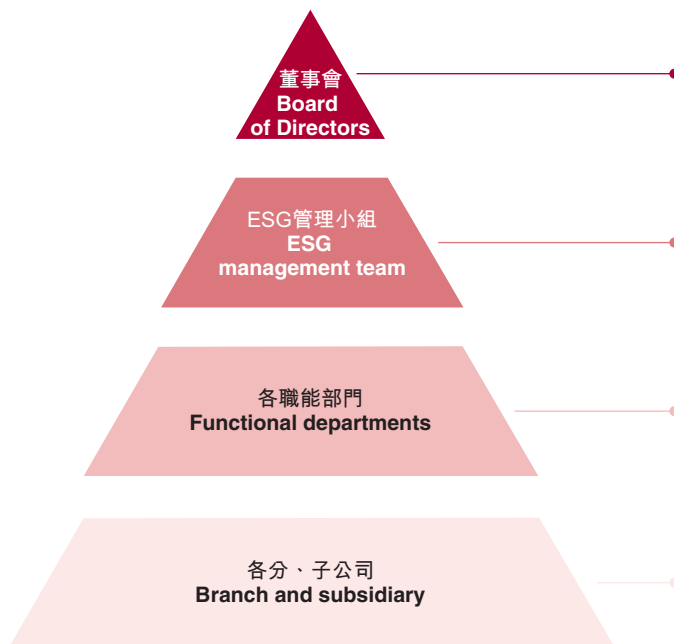 董事會
Board
of Directors
ESG管理小組
ESG
management team
各職能部門
Functional departments
各分、子公司
Branch and subsidiary